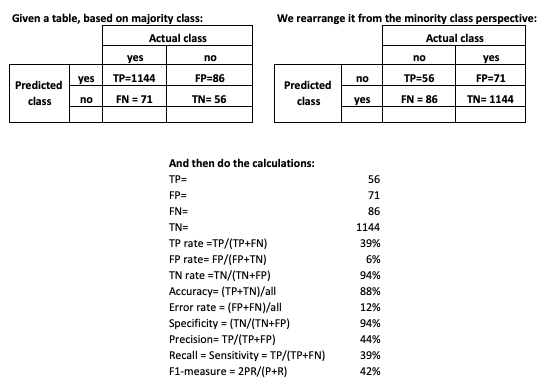 Given a table, based on majority class:
Actual class
yes no
Predicted class yes TP=1144 FP=86
no FN = 71 TN= 56
We rearrange it from the minority class perspective:
Actual class
no yes
Predicted class no TP=56 FP=71
yes FN = 86 TN= 1144
And then do the calculations:
TP= 56
FP= 71
FN= 86
TN= 1144
TP rate =TP/(TP+FN) 39%
FP rate= FP/(FP+TN) 6%
TN rate =TN/(TN+FP) 94%
Accuracy= (TP+TN)/all 88%
Error rate = (FP+FN)/all 12%
Specificity = (TN/(TN+FP) 94%
Precision= TP/(TP+FP) 44%
Recall = Sensitivity = TP/(TP+FN) 39%
F1-measure = 2PR/(P+R) 42%